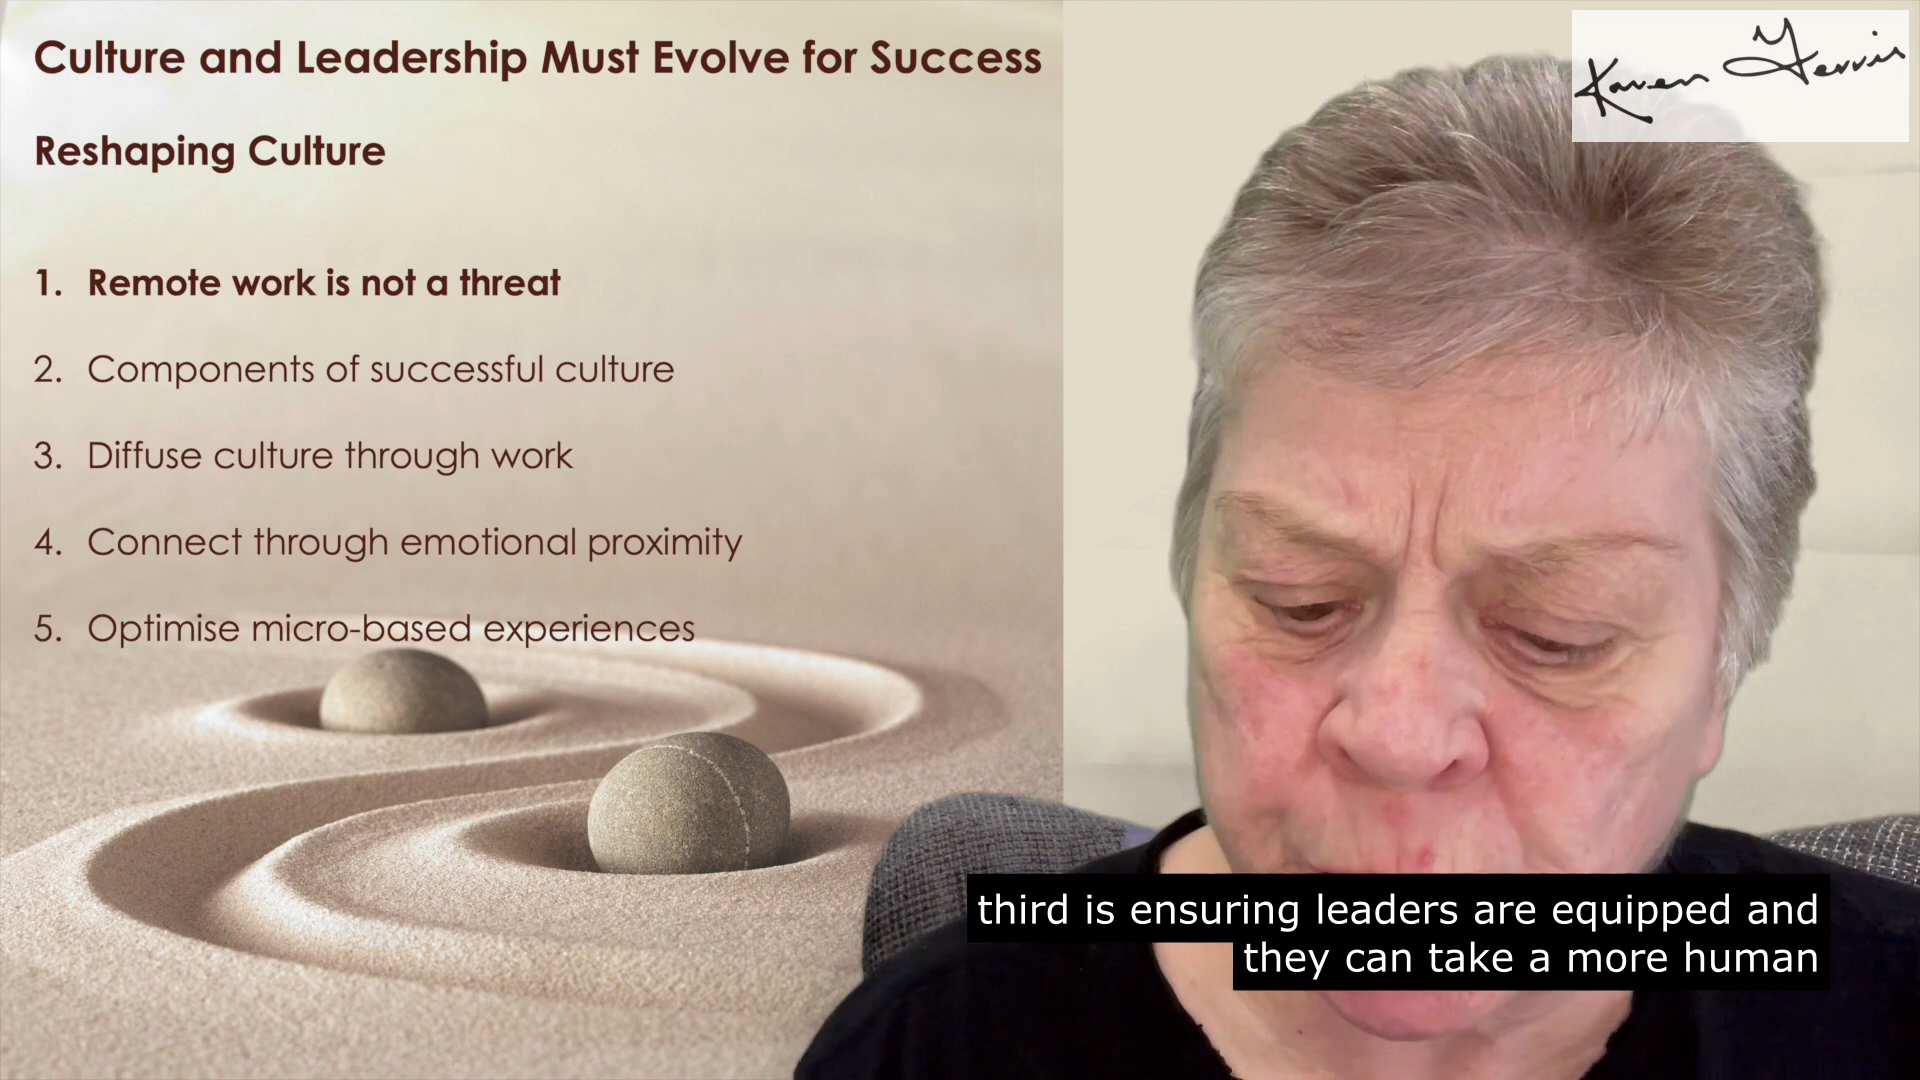 Culture and Leadership Must Evolve for Success
Reshaping Culture
1. Remote work is not a threat
2. Components of successful culture
3. Diffuse culture through work
4. Connect through emotional proximity
5. Optimise micro-based experiences
Karen Ferris
third is ensuring leaders are equipped and
they can take a more human